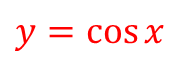 y = cos x